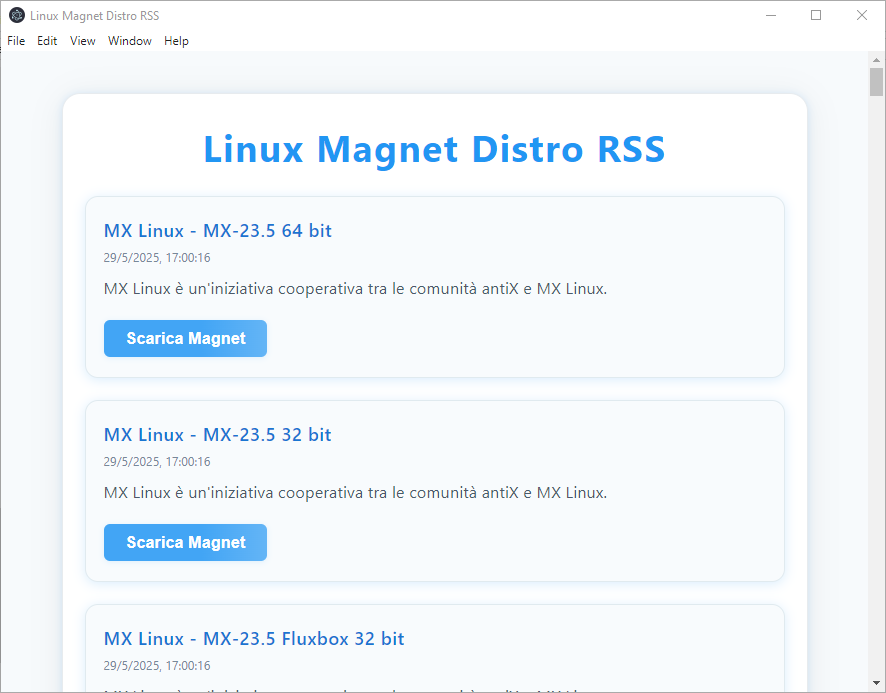 Linux Magnet Distro RSS
File Edit View Window Help
Linux Magnet Distro RSS
MX Linux - MX-23.5 64 bit
29/5/2025, 17:00:16
MX Linux è un'iniziativa cooperativa tra le comunità antiX e MX Linux.
Scarica Magnet
MX Linux - MX-23.5 32 bit
29/5/2025, 17:00:16
MX Linux è un'iniziativa cooperativa tra le comunità antiX e MX Linux.
Scarica Magnet
MX Linux - MX-23.5 Fluxbox 32 bit
29/5/2025, 17:00:16